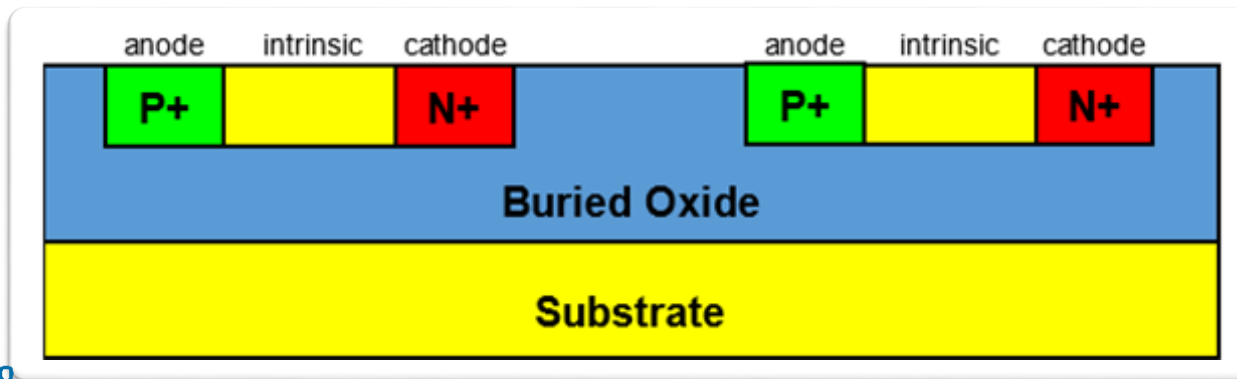 anode intrinsic cathode anode intrinsic cathode
P+ N+ P+ N+
Buried Oxide
Substrate